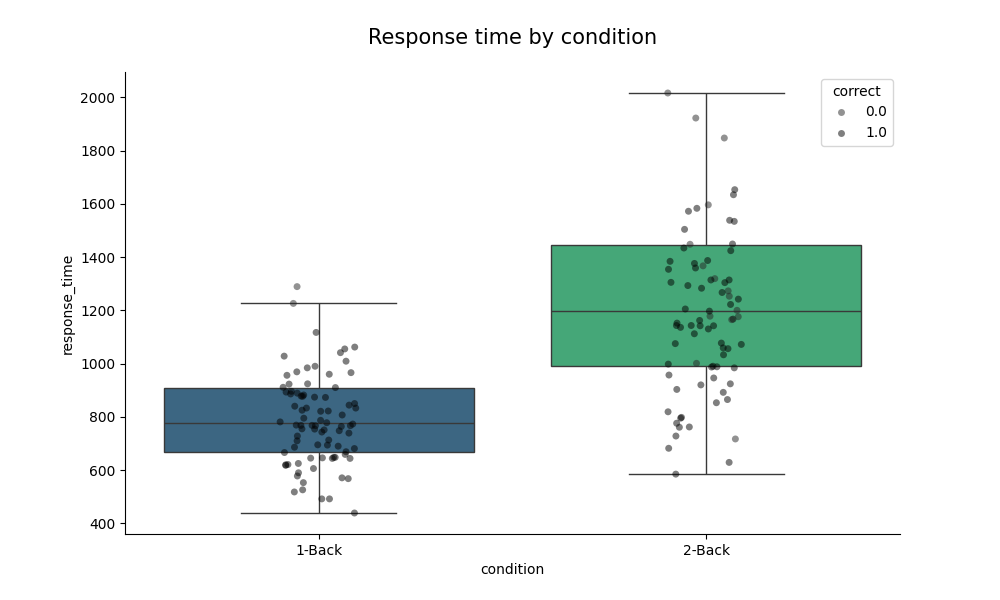 Response time by condition
correct
0.0
1.0
2000
1800
1600
1400
1200
1000
800
600
400
response_time
1-Back
2-Back
condition